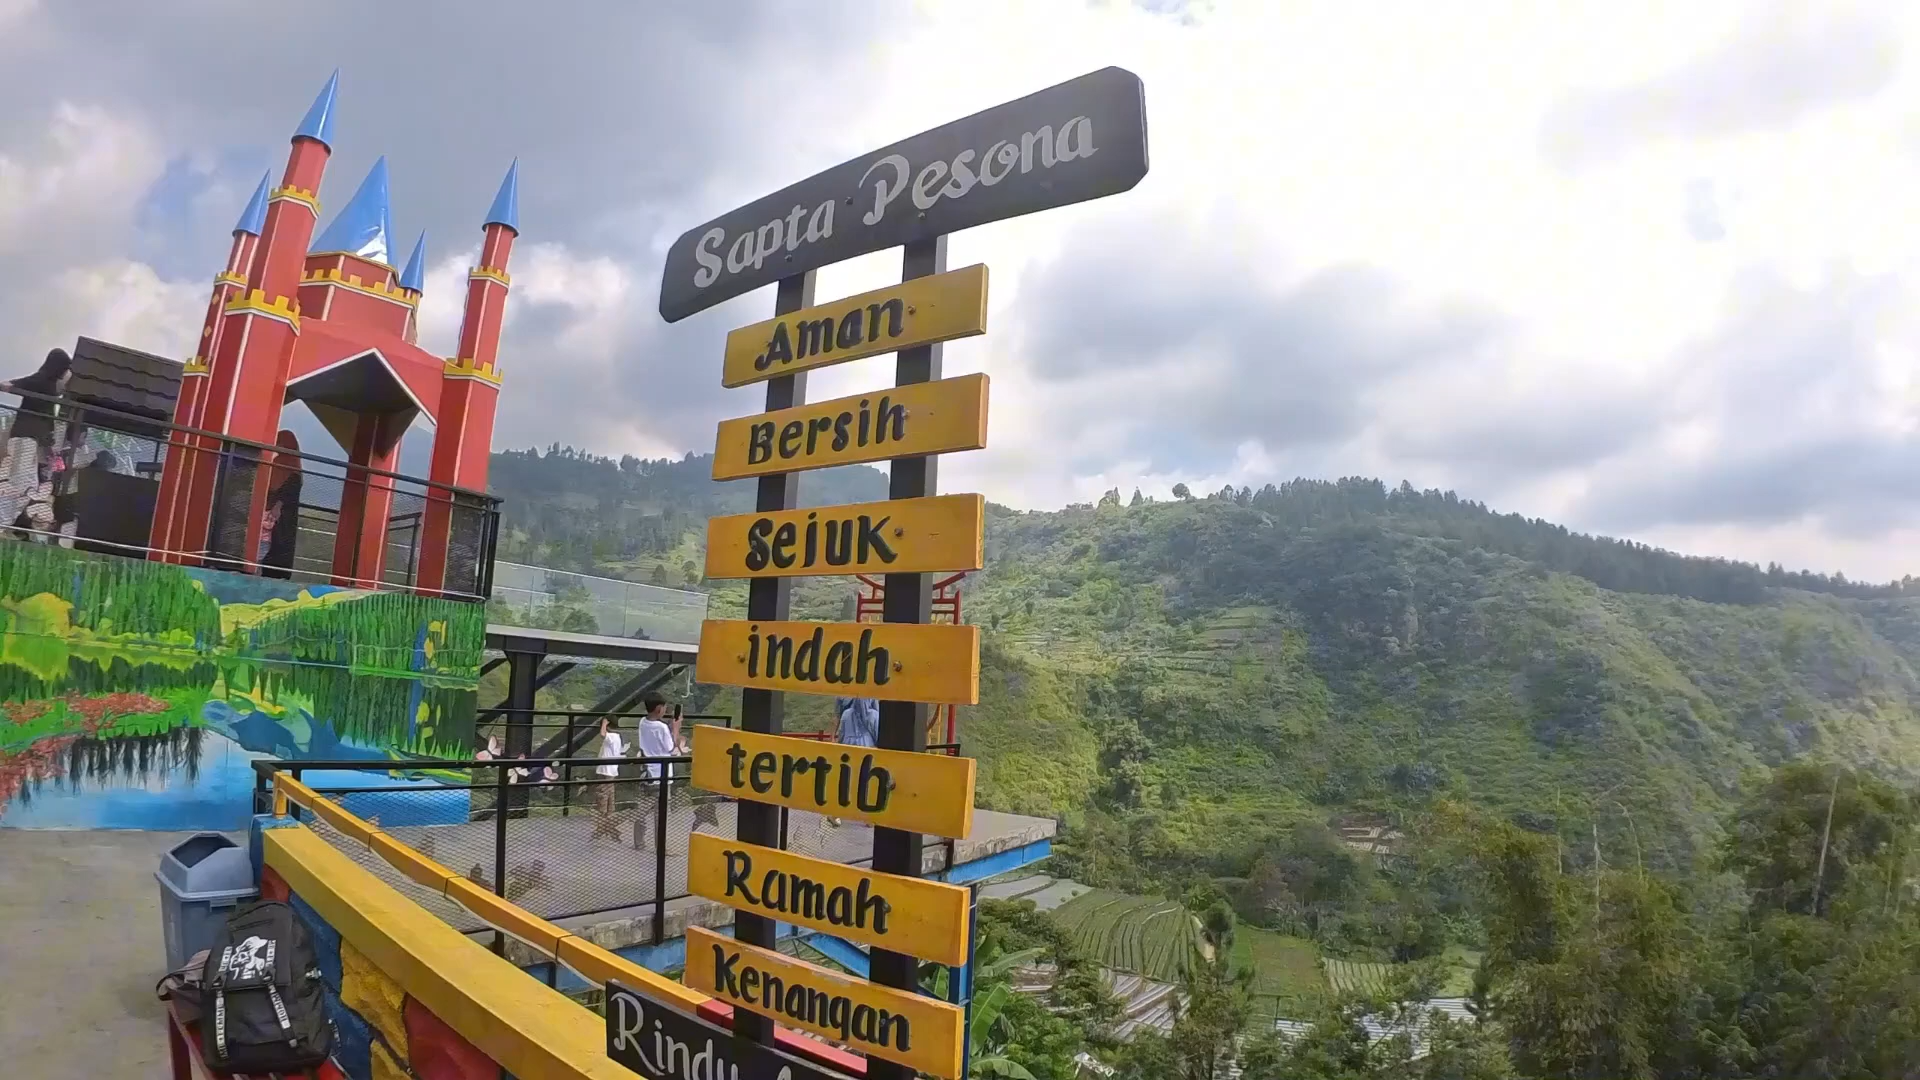 Sapta Pesona
Aman
Bersih
Sejuk
indah
tertib
Ramah
Kenangan